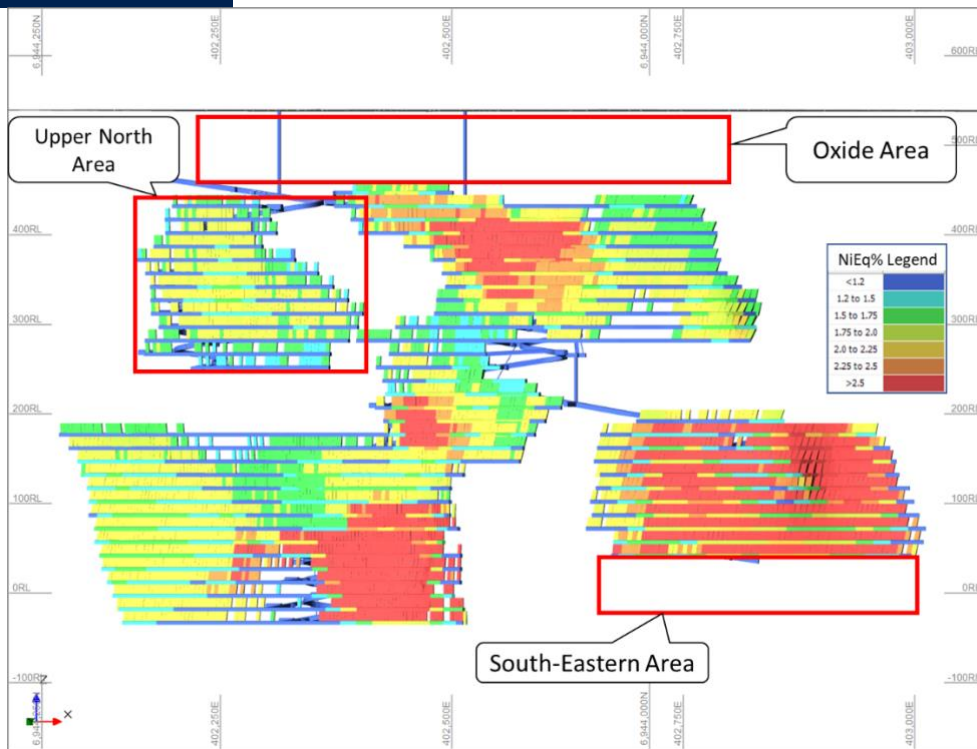 6,944,250N
402,250E
402,500E
6,944,000N
402,750E
403,000E
600RL
Upper North
Area
Oxide Area
500RL
400RL
400RL
NiEq% Legend
<1.2
1.2 to 1.5
1.5 to 1.75
1.75 to 2.0
2.0 to 2.25
2.25 to 2.5
>2.5
300RL
300RL
200RL
200RL
100RL
100RL
0RL
0RL
South-Eastern Area
-100RL
-100RL
Z
X
402,250E
402,500E
6,944,000N
402,750E
403,000E